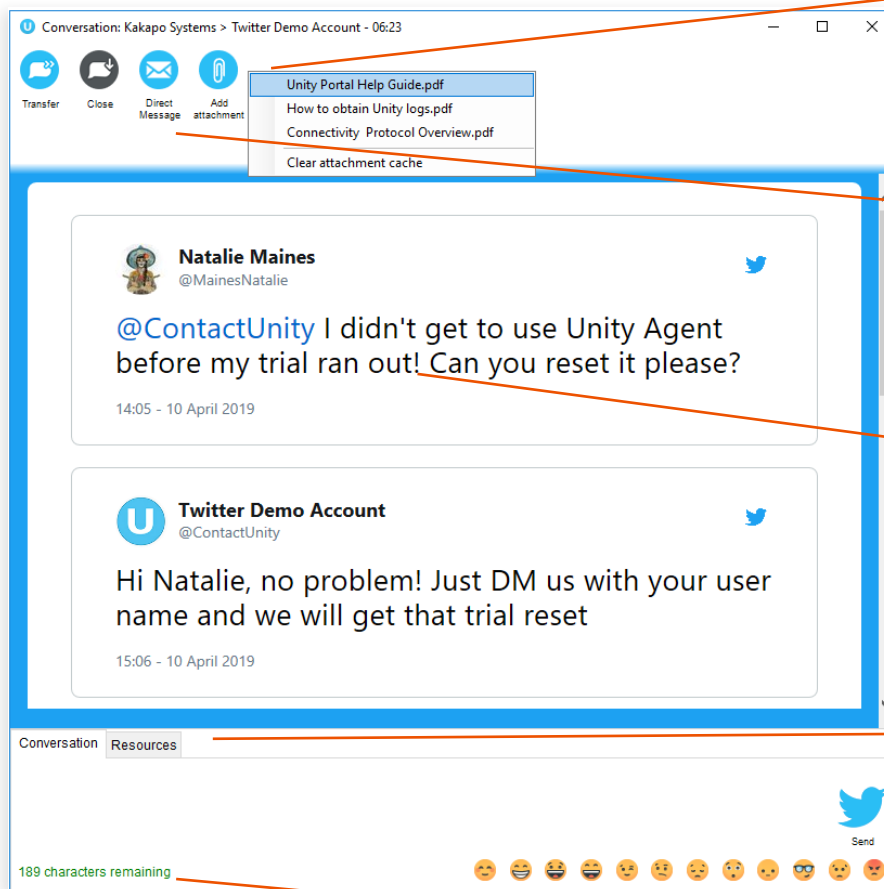 Conversation: Kakapo Systems > Twitter Demo Account - 06:23
Transfer
Close
Direct
Message
Add
attachment
Unity Portal Help Guide.pdf
How to obtain Unity logs.pdf
Connectivity  Protocol Overview.pdf
Clear attachment cache
Natalie Maines
@MainesNatalie
@ContactUnity I didn't get to use Unity Agent
before my trial ran out! Can you reset it please?
14:05 - 10 April 2019
Twitter Demo Account
@ContactUnity
Hi Natalie, no problem! Just DM us with your user
name and we will get that trial reset
15:06 - 10 April 2019
Conversation
Resources
Send
189 characters remaining